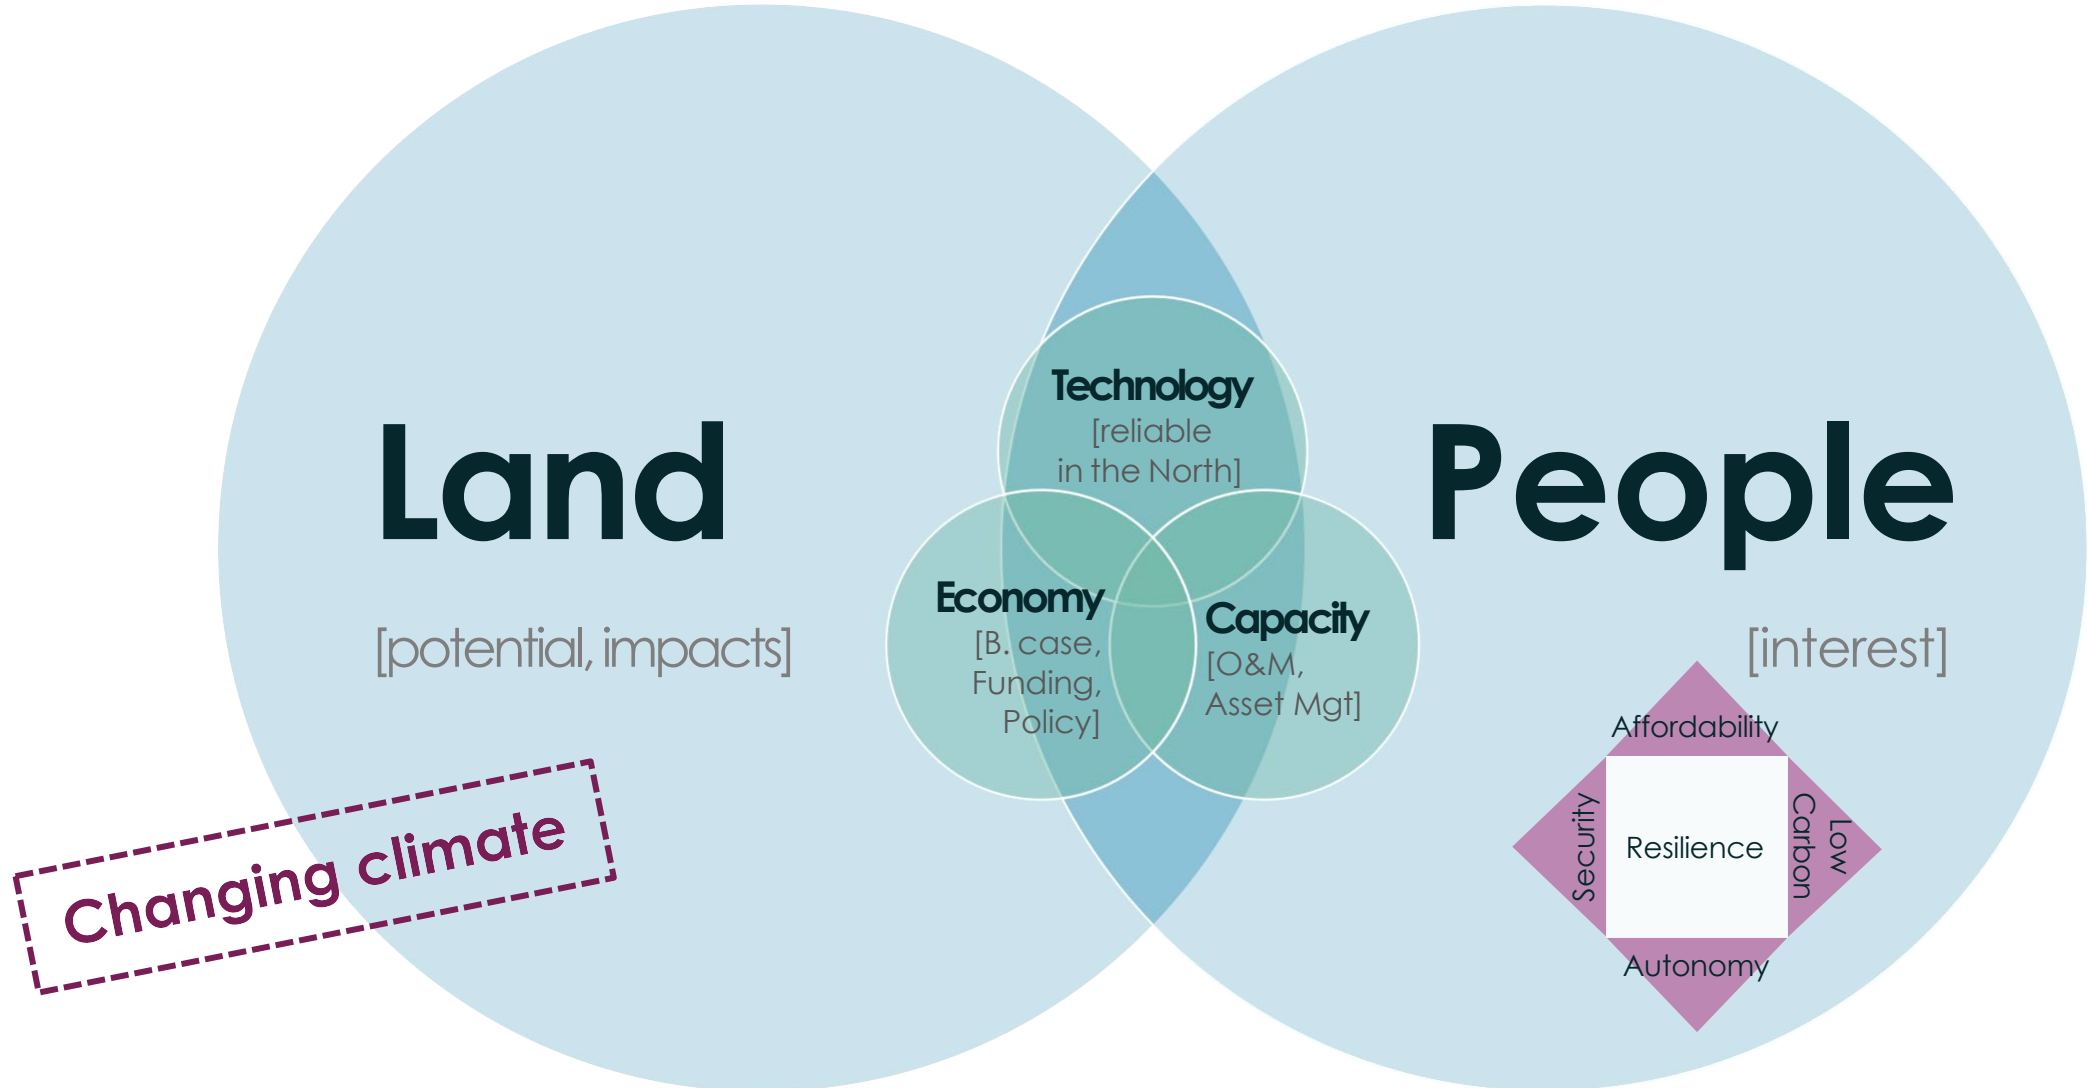 Land
[potential, impacts]
Changing climate
Technology
[reliable
in the North]
Economy
[B. case,
Funding,
Policy]
Capacity
[O&M,
Asset Mgt]
People
[interest]
Affordability
Security
Resilience
Low
Carbon
Autonomy